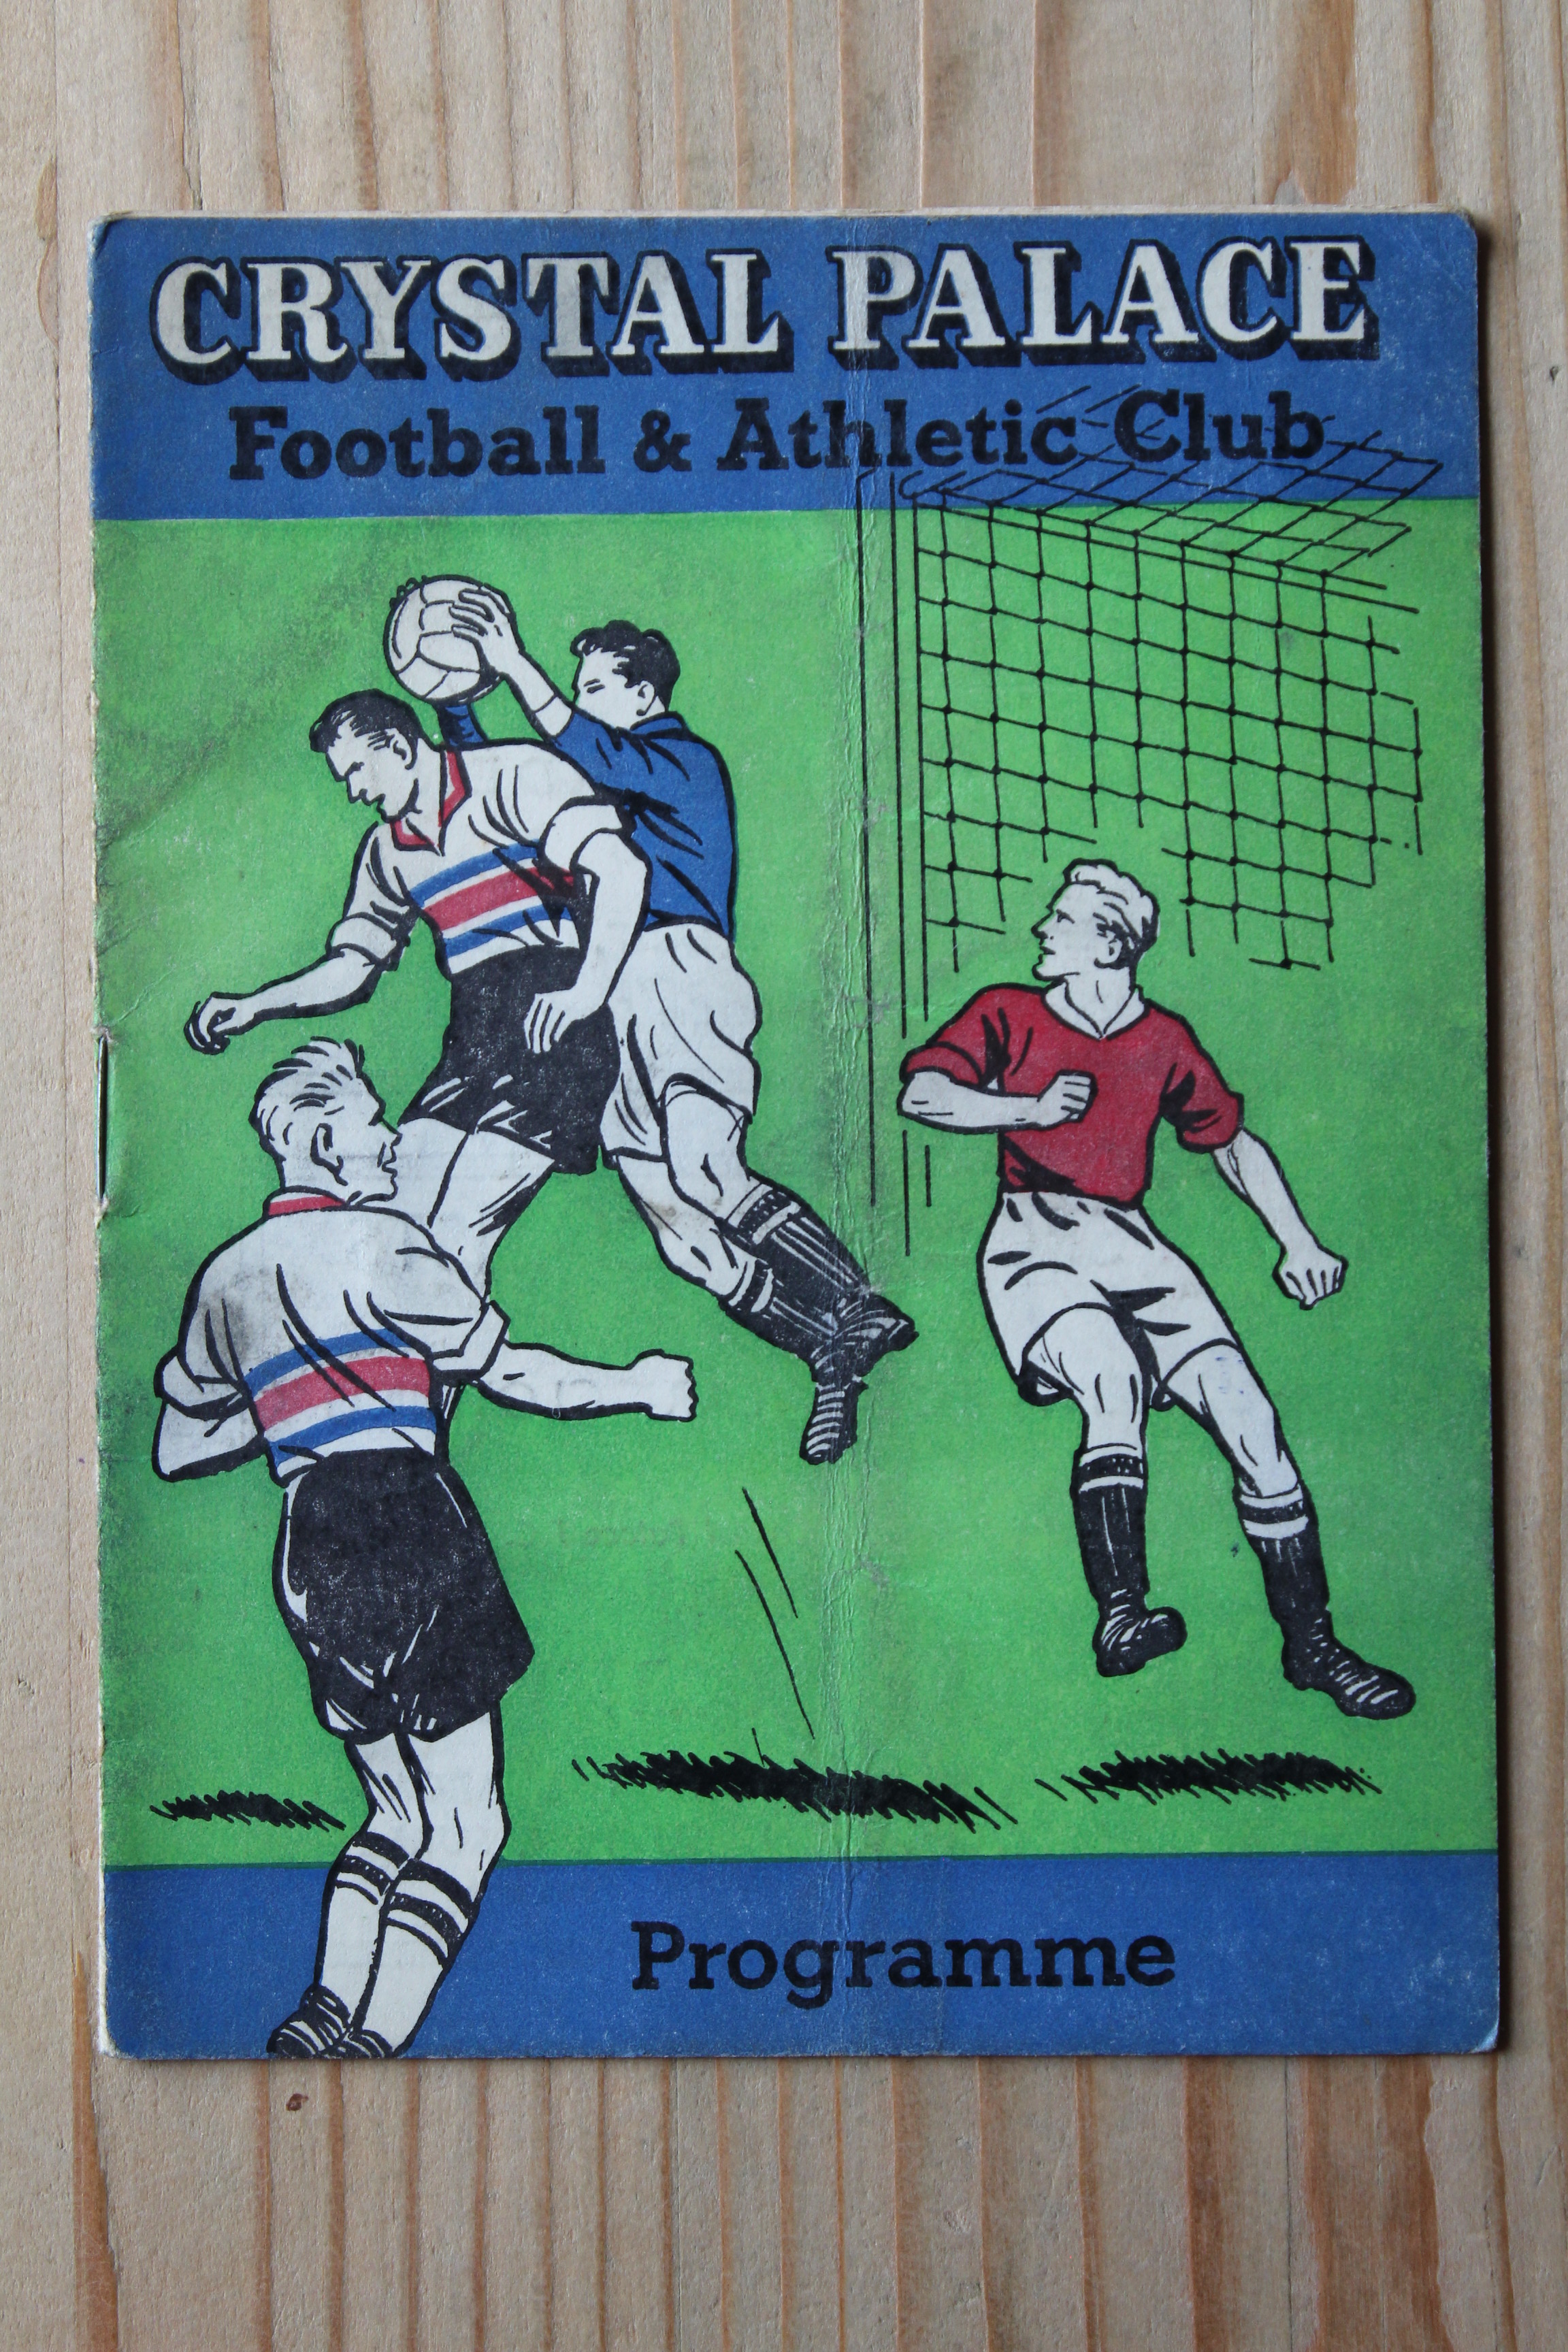 CRYSTAL PALACE
Football & Athletic Club
Programme